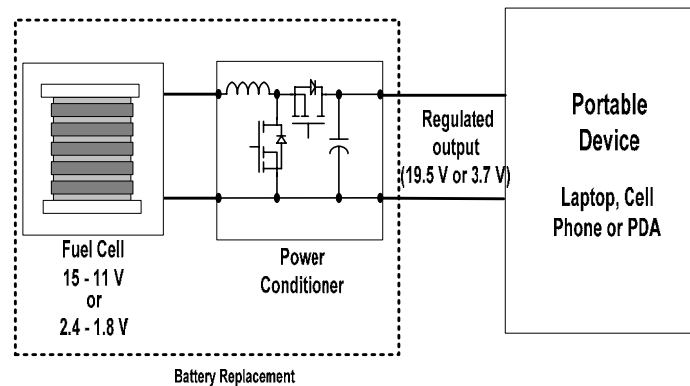 Fuel Cell
15 - 11 V
or
2.4 - 1.8 V
Power
Conditioner
Battery Replacement
Regulated
output
(19.5 V or 3.7 V)
Portable
Device
Laptop, Cell
Phone or PDA